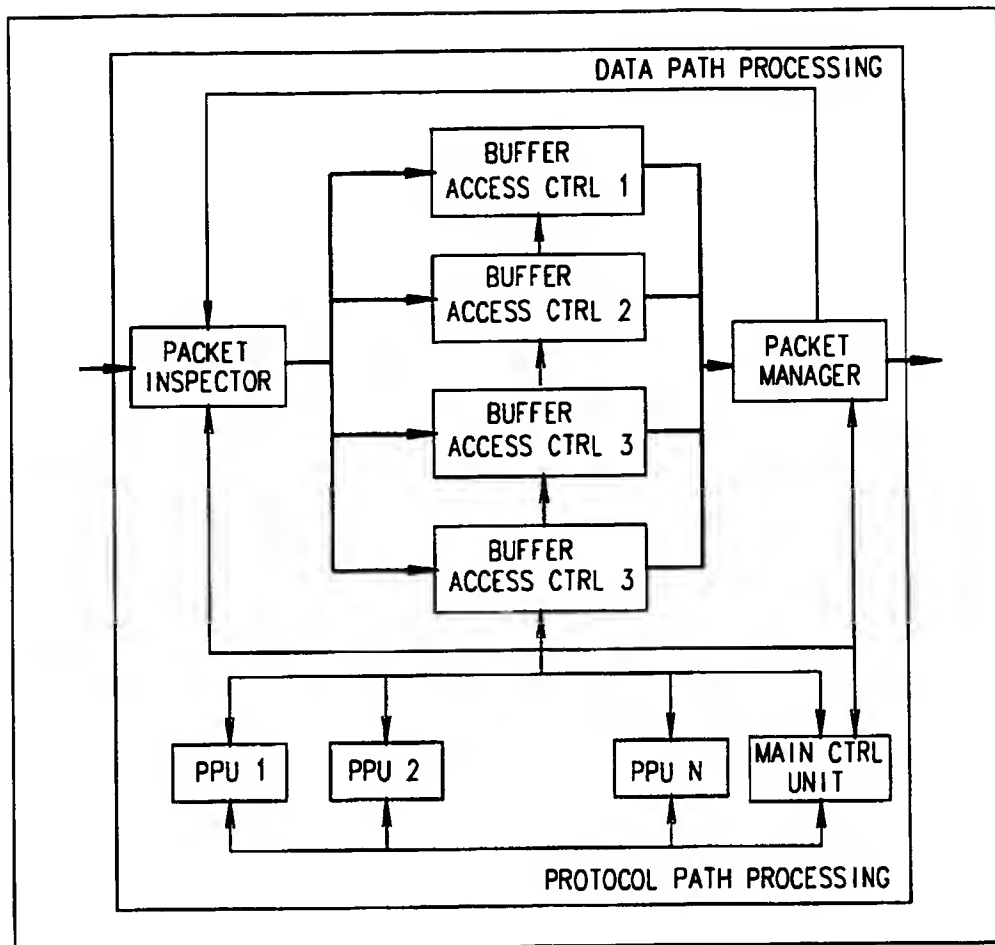 DATA PATH PROCESSING
BUFFER
ACCESS CTRL 1
BUFFER
ACCESS CTRL 2
PACKET
INSPECTOR
PACKET
MANAGER
BUFFER
ACCESS CTRL 3
BUFFER
ACCESS CTRL 3
PPU 1
PPU 2
PPU N
MAIN CTRL
UNIT
PROTOCOL PATH PROCESSING